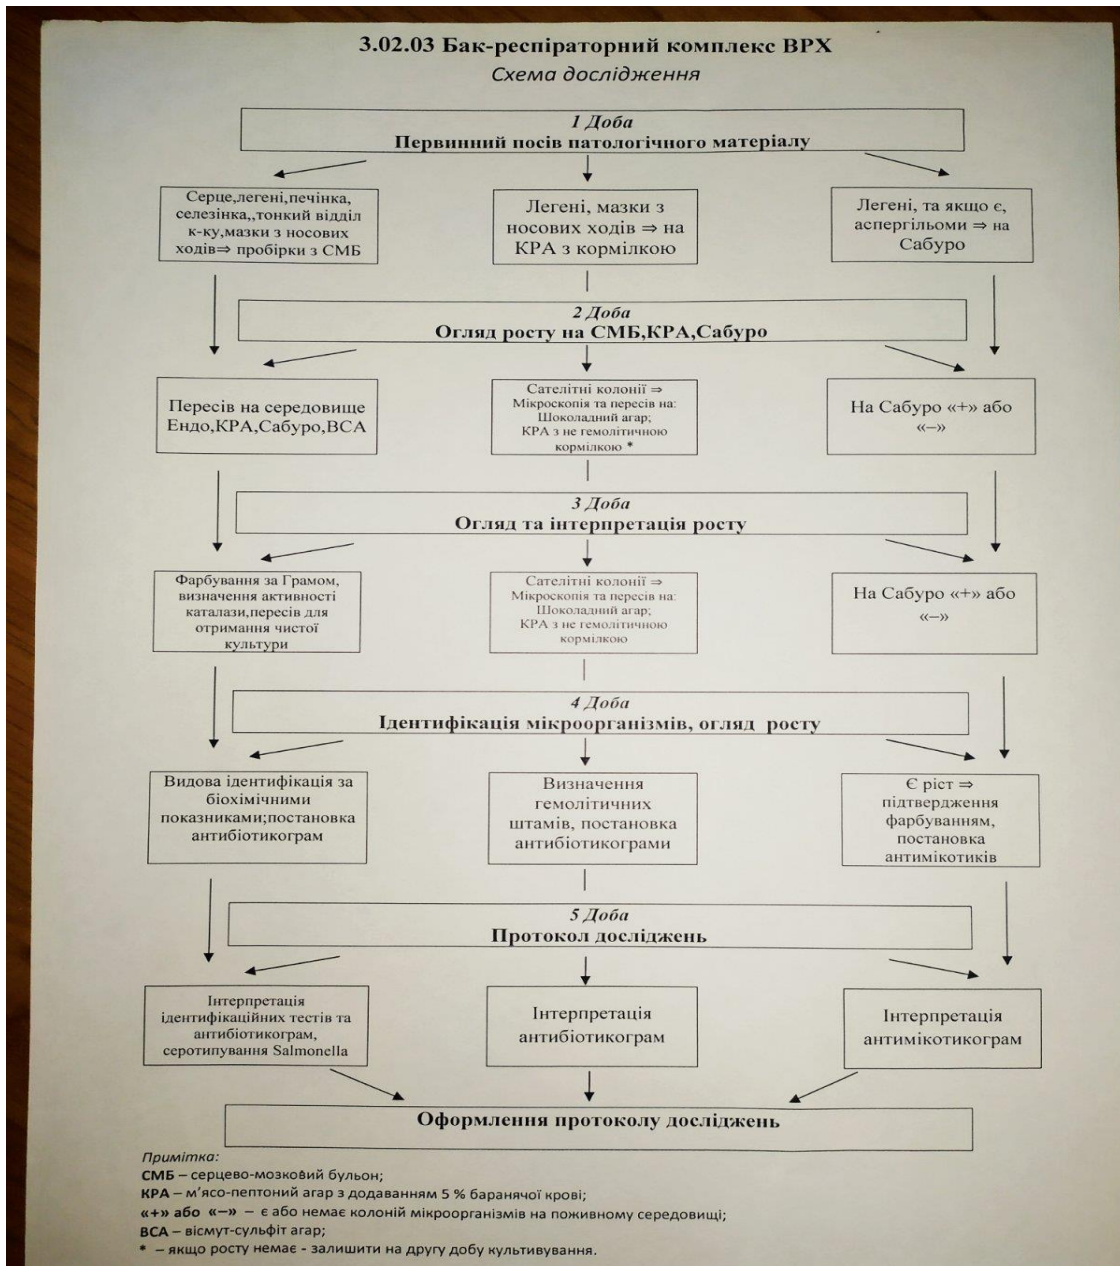 3.02.03 Бак-респіраторний комплекс ВРХ
Схема дослідження
1 Доба
Первинний посів патологічного матеріалу
Серце,легені,печінка,
селезінка,,тонкий відділ
к-ку,мазки з носових
ходів⇒ пробірки з СМБ
Легені, мазки з
носових ходів ⇒ на
КРА з кормілкою
Легені, та якщо є,
аспергільоми ⇒ на
Сабуро
2 Доба
Огляд росту на СМБ,КРА,Сабуро
Пересів на середовище
Ендо,КРА,Сабуро,ВСА
Сателітні колонії ⇒
Мікроскопія та пересів на:
Шоколадний агар;
КРА з не гемолітичною
кормілкою *
На Сабуро «+» або
«–»
3 Доба
Огляд та інтерпретація росту
Фарбування за Грамом,
визначення активності
каталази,пересів для
отримання чистої
культури
Сателітні колонії ⇒
Мікроскопія та пересів на:
Шоколадний агар;
КРА з не гемолітичною
кормілкою
На Сабуро «+» або
«–»
4 Доба
Ідентифікація мікроорганізмів, огляд росту
Видова ідентифікація за
біохімічними
показниками;постановка
антибіотикограм
Визначення
гемолітичних
штамів, постановка
антибіотикограми
Є ріст ⇒
підтвердження
фарбуванням,
постановка
антимікотиків
5 Доба
Протокол досліджень
Інтерпретація
ідентифікаційних тестів та
антибіотикограм,
серотипування Salmonella
Інтерпретація
антибіотикограм
Інтерпретація
антимікотикограм
Оформлення протоколу досліджень
Примітка:
СМБ – серцево-мозковий бульон;
КРА – м’ясо-пептоний агар з додаванням 5 % баранячої крові;
«+» або «–» – є або немає колоній мікроорганізмів на поживному середовищі;
ВСА – вісмут-сульфіт агар;
* – якщо росту немає - залишити на другу добу культивування.